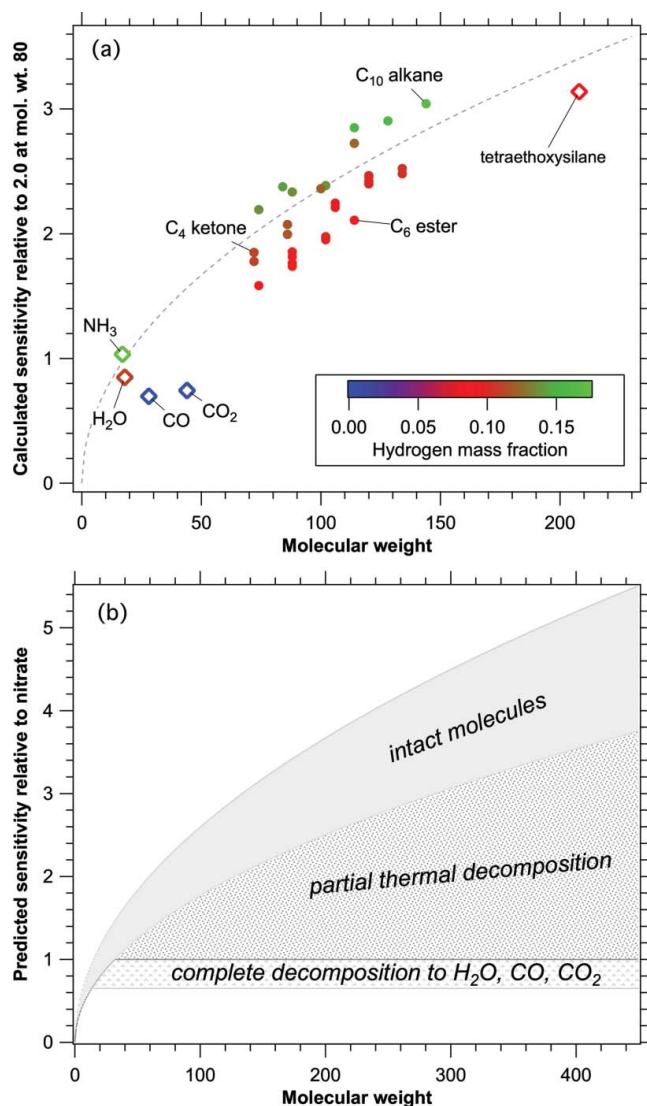 (a)
Calculated sensitivity relative to 2.0 at mol. wt. 80
3
2
1
0
C10 alkane
tetraethoxysilane
C4 ketone
C6 ester
NH3
H2O
CO
CO2
0.00 0.05 0.10 0.15
Hydrogen mass fraction
0 50 100 150 200
Molecular weight
(b)
Predicted sensitivity relative to nitrate
5
4
3
2
1
0
intact molecules
partial thermal decomposition
complete decomposition to H2O, CO, CO2
0 100 200 300 400
Molecular weight